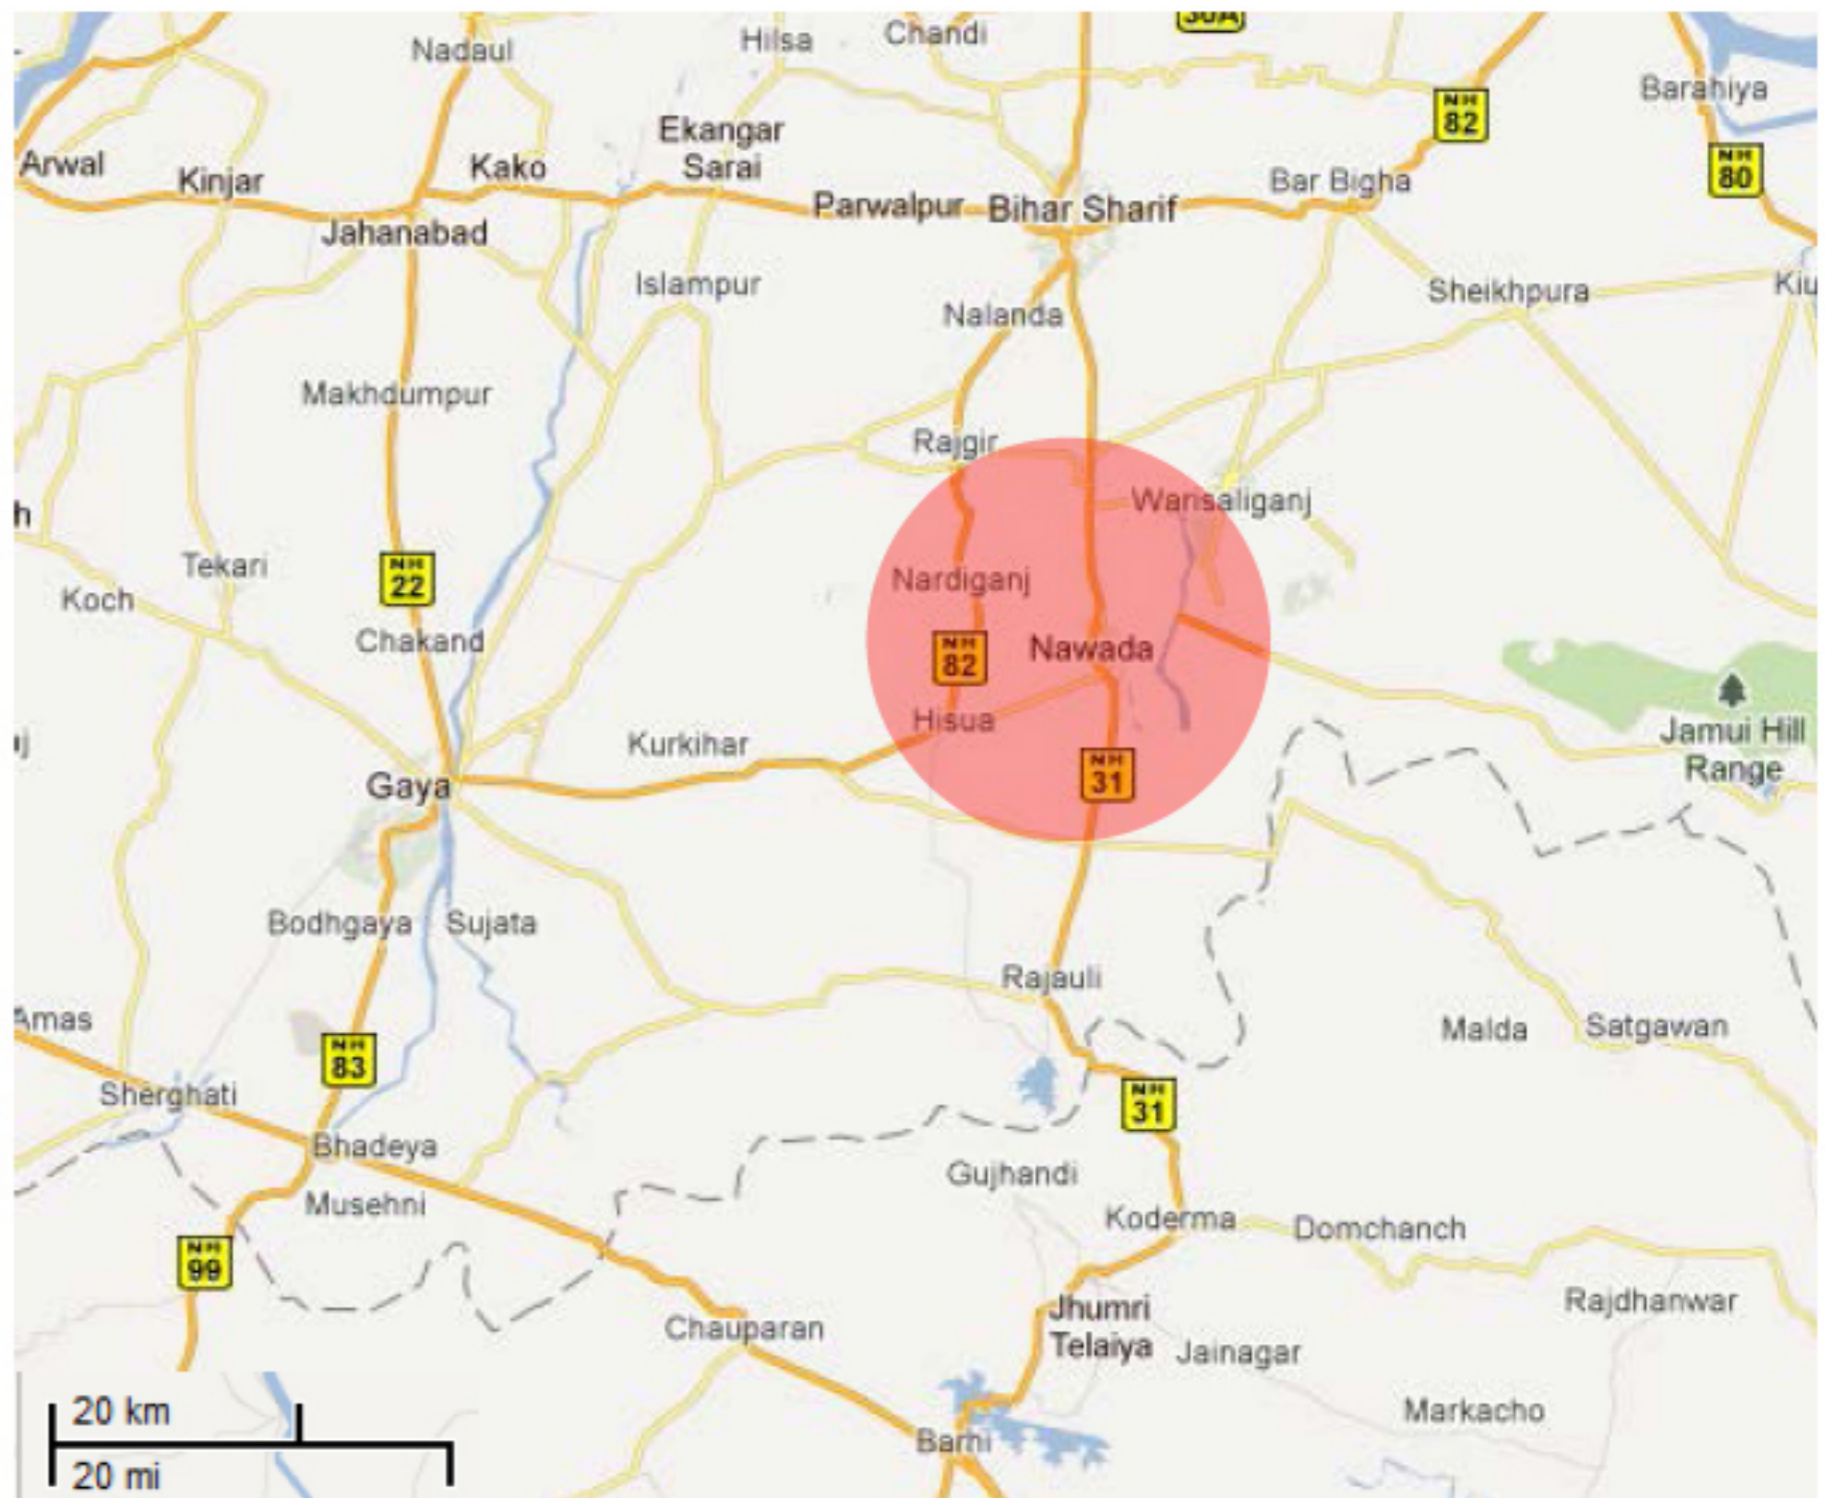 30A
Nadaul
Hilsa
Chandi
Barahiya
NH
82
Ekangar
Sarai
Arwal
Kinjar
Kako
NH
80
Bar Bigha
Parwalpur
Bihar Sharif
Jahanabad
Islampur
Nalanda
Sheikhpura
Kiu
Makhdumpur
Rajgir
Warisaliganj
h
Tekari
NH
22
Nardiganj
Koch
Chakand
NH
82
Nawada
Hisua
Kurkihar
Jamui Hill
Range
NH
31
Gaya
Bodhgaya
Sujata
Rajauli
Amas
Malda
Satgawan
NH
83
Sherghati
NH
31
Bhadeya
Gujhandi
Musehni
Koderma
Domchanch
NH
99
Rajdhanwar
Chauparan
Jhumri
Telaiya
Jainagar
20 km
Markacho
Barhi
20 mi